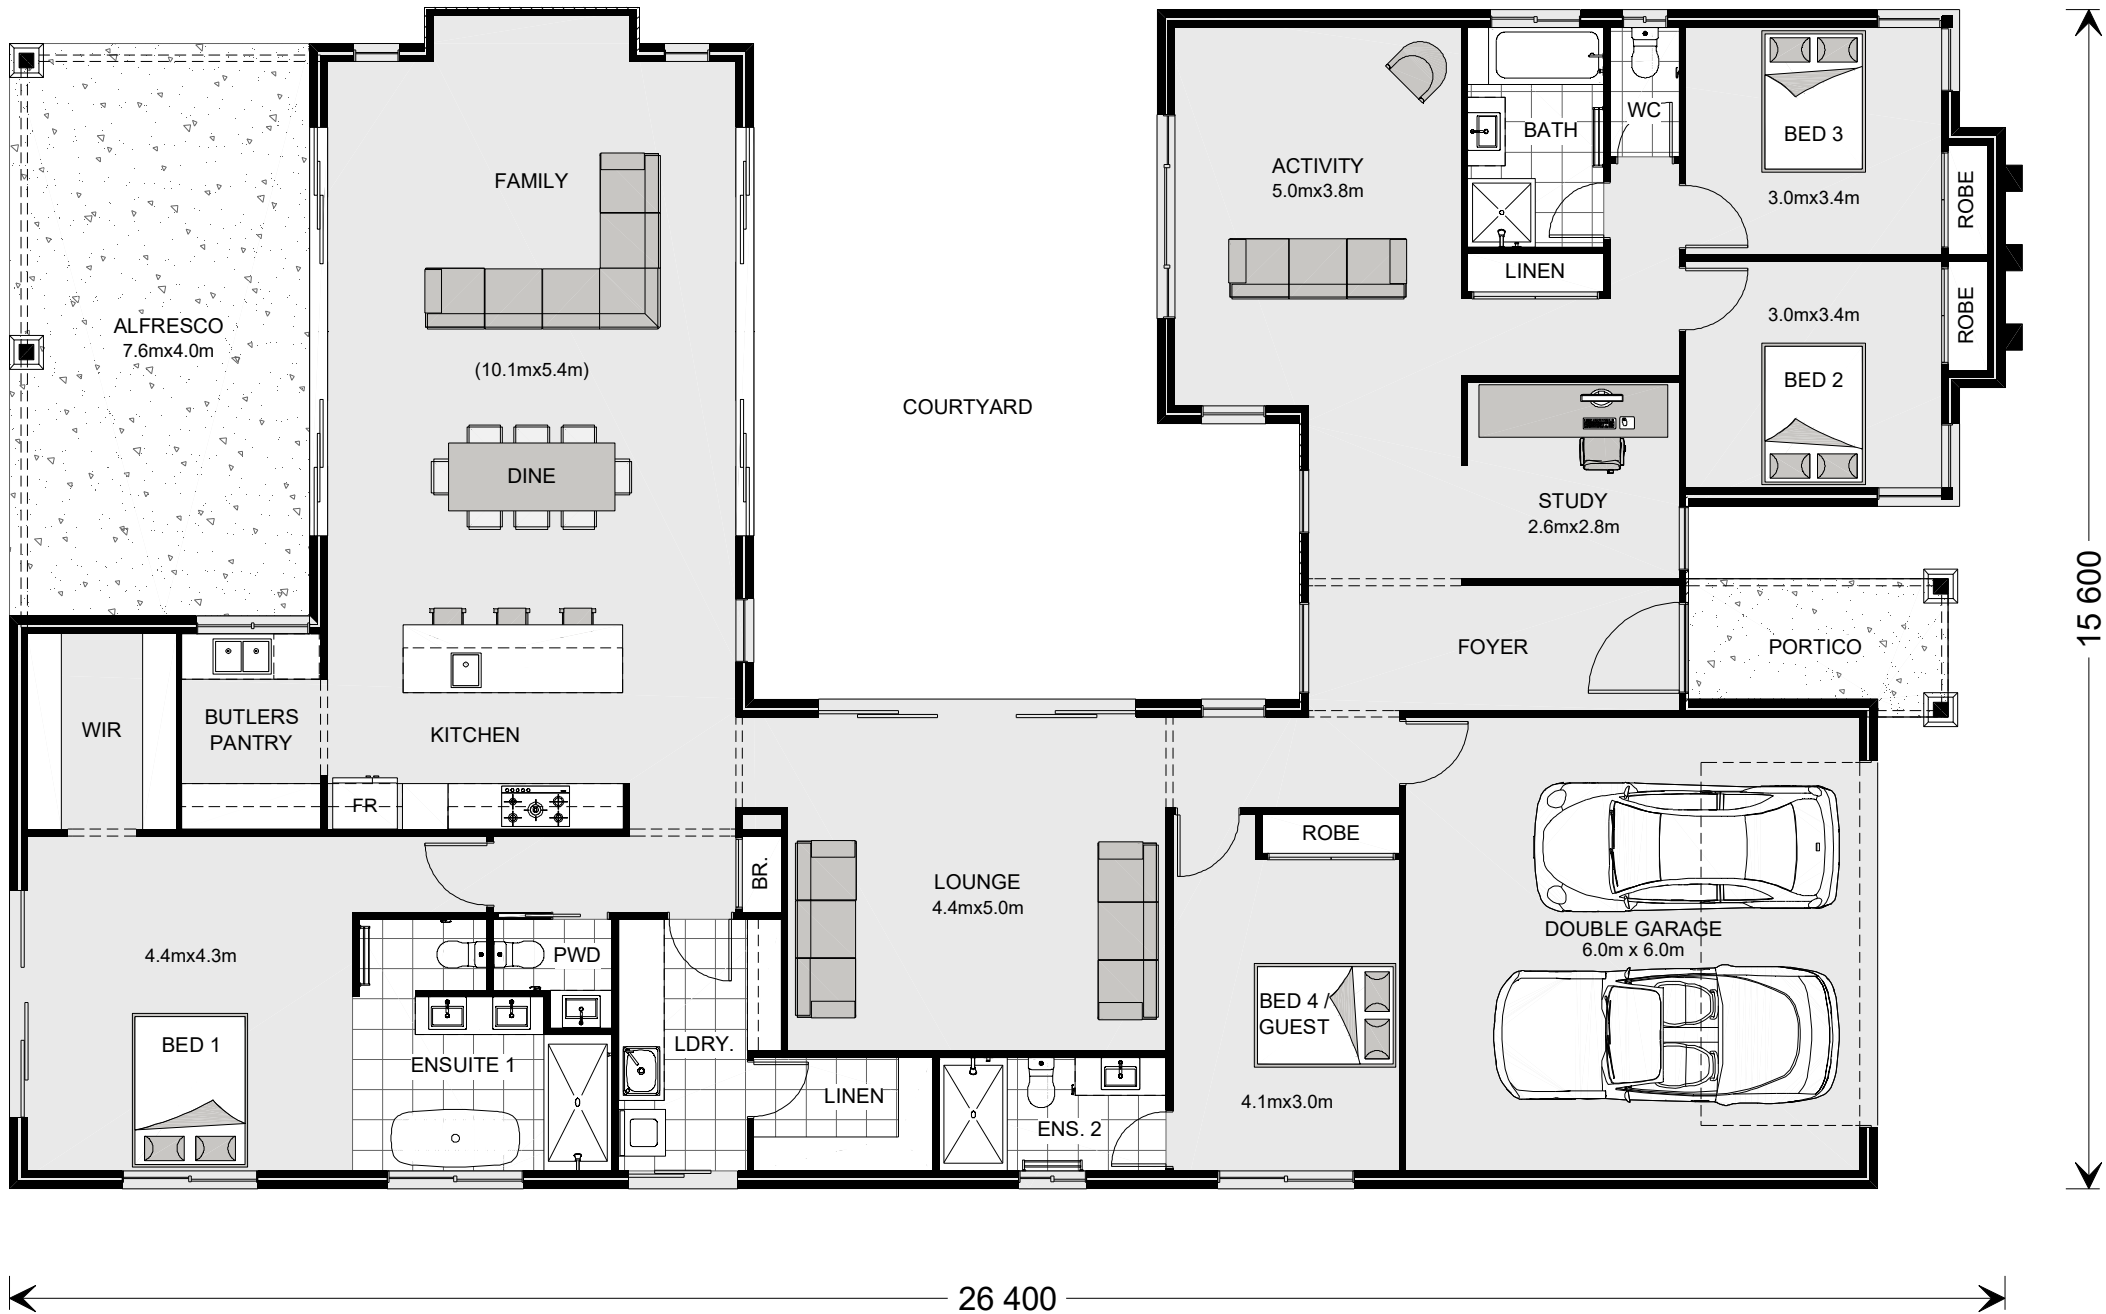 FAMILY
(10.1mx5.4m)
DINE
KITCHEN
FR
ALFRESCO
7.6mx4.0m
WIR
BUTLERS
PANTRY
COURTYARD
ACTIVITY
5.0mx3.8m
BATH
WC
LINEN
BED 3
3.0mx3.4m
ROBE
3.0mx3.4m
BED 2
ROBE
STUDY
2.6mx2.8m
FOYER
PORTICO
15 600
4.4mx4.3m
BED 1
ENSUITE 1
PWD
LDRY.
BR.
LINEN
LOUNGE
4.4mx5.0m
ENS. 2
ROBE
BED 4 /
GUEST
4.1mx3.0m
DOUBLE GARAGE
6.0m x 6.0m
26 400